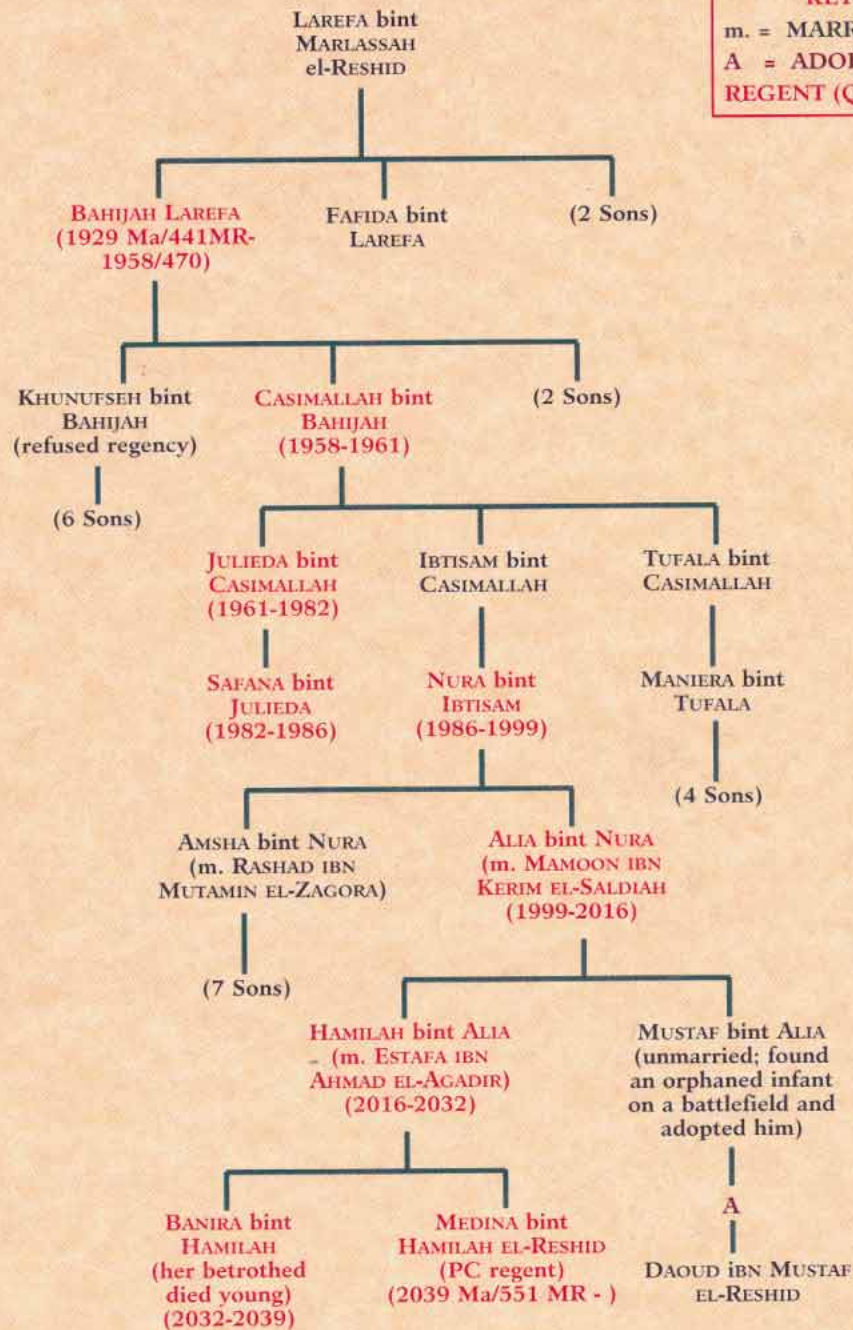 LAREFA bint
MARLASSAH
el-RESHID
m. =
A =
REGENT
BAHIJAH LAREFA
(1929 Ma/441MR-
1958/470)
FAFIDA bint
LAREFA
(2 Sons)
KHUNUFSEH bint
BAHIJAH
(refused regency)
CASIMALLAH bint
BAHIJAH
(1958-1961)
(2 Sons)
(6 Sons)
JULIEDA bint
CASIMALLAH
(1961-1982)
IBTISAM bint
CASIMALLAH
TUFALA bint
CASIMALLAH
SAFANA bint
JULIEDA
(1982-1986)
NURA bint
IBTISAM
(1986-1999)
MANIERA bint
TUFALA
(4 Sons)
AMSHA bint NURA
(m. RASHAD IBN
MUTAMIN EL-ZAGORA)
ALIA bint NURA
(m. MAMOON IBN
KERIM EL-SALDIAH
(1999-2016)
(7 Sons)
HAMILAH bint ALIA
(m. ESTAFA IBN
AHMAD EL-AGADIR)
(2016-2032)
MUSTAF bint ALIA
(unmarried; found
an orphaned infant
on a battlefield and
adopted him)
A
BANIRA bint
HAMILAH
(her betrothed
died young)
(2032-2039)
MEDINA bint
HAMILAH EL-RESHID
(PC regent)
(2039 Ma/551 MR - )
DAOUD iBN MUSTAF
EL-RESHID